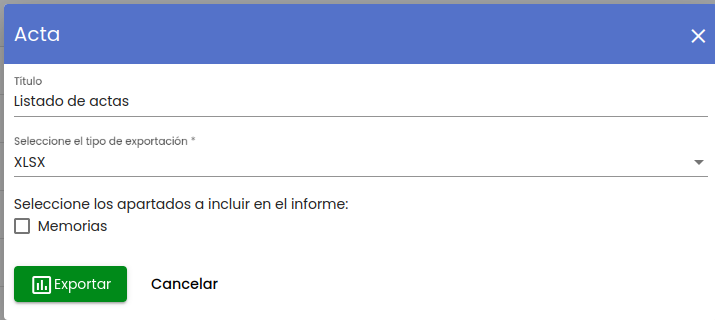 Acta
Título
Listado de actas
Seleccione el tipo de exportación *
XLSX
Seleccione los apartados a incluir en el informe:
Memorias
Exportar Cancelar